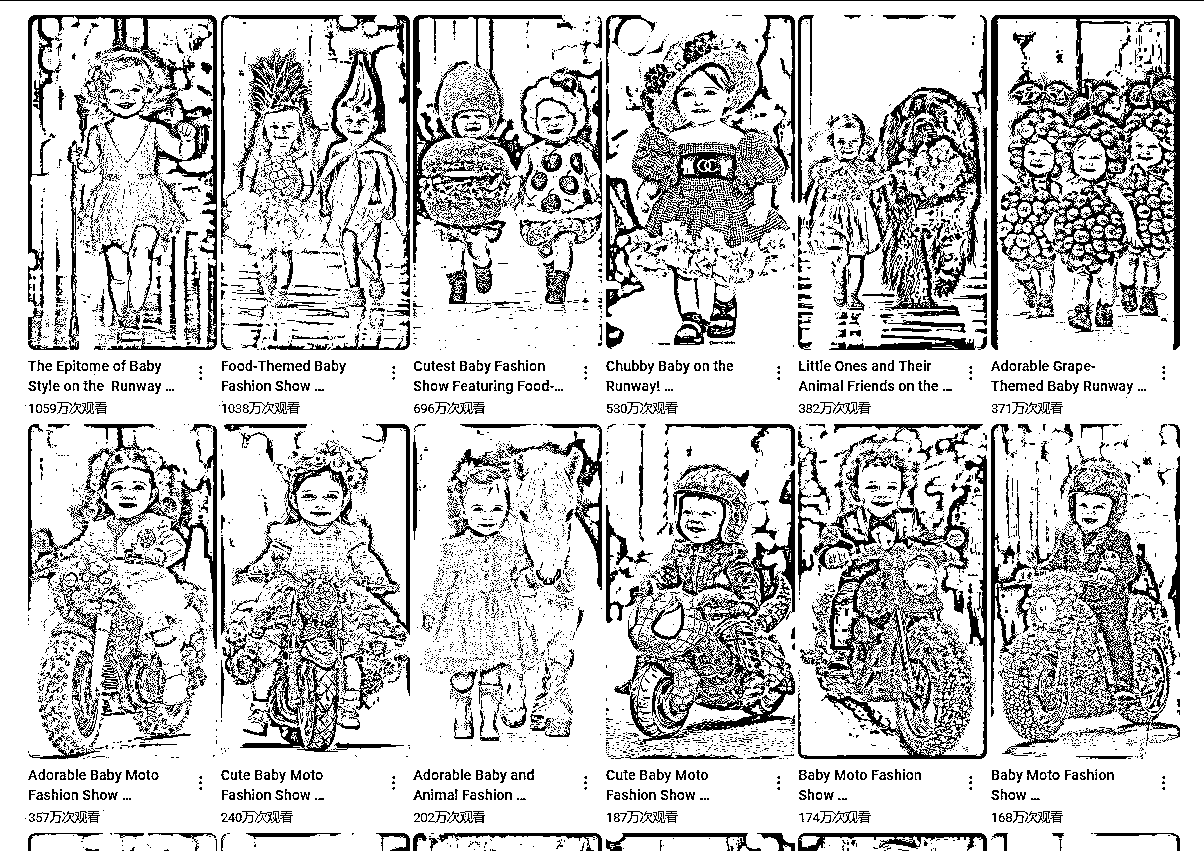 The Epitome of Baby
Style on the Runway ...
1059万次观看
Food-Themed Baby
Fashion Show ...
1038万次观看
Cutest Baby Fashion
Show Featuring Food-...
696万次观看
Chubby Baby on the
Runway! ...
530万次观看
Little Ones and Their
Animal Friends on the ...
382万次观看
Adorable Grape-
Themed Baby Runway ...
371万次观看
Adorable Baby Moto
Fashion Show ...
357万次观看
Cute Baby Moto
Fashion Show ...
240万次观看
Adorable Baby and
Animal Fashion ...
202万次观看
Cute Baby Moto
Fashion Show ...
187万次观看
Baby Moto Fashion
Show ...
174万次观看
Baby Moto Fashion
Show ...
168万次观看